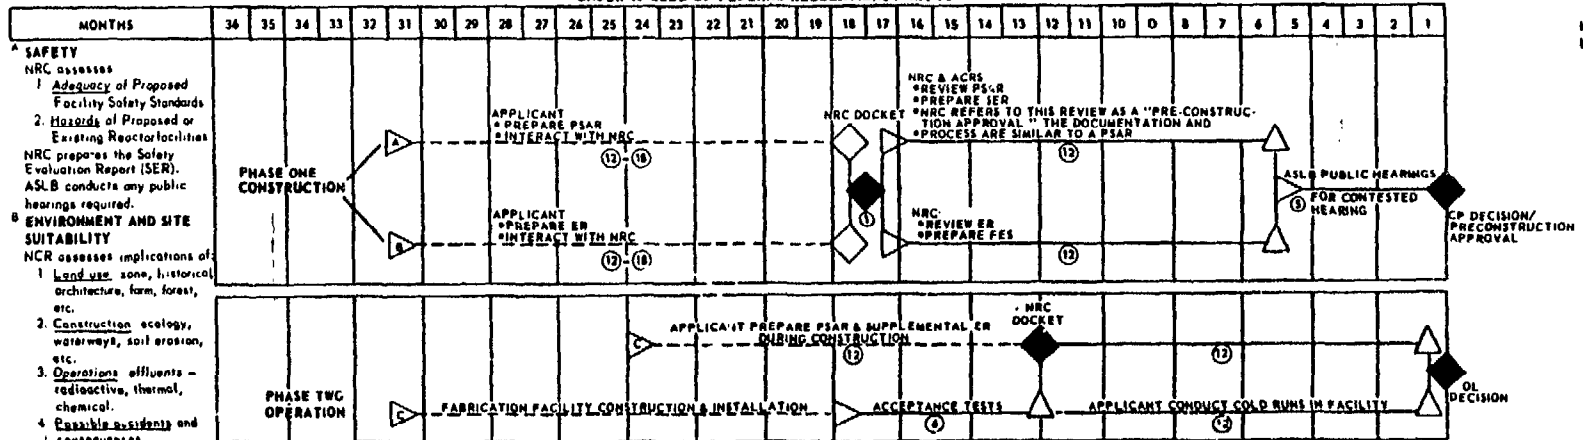 MONTHS 36 35 34 33 32 31 30 29 28 27 26 25 24 23 22 21 20 19 18 17 16 15 14 13 12 11 10 D 8 7 6 5 4 3 2 1
A SAFETY
NRC assesses
1 Adequacy of Proposed
Facility Safety Standards
2. Hazards of Proposed or
Existing Reactor facilities
NRC prepares the Safety
Evaluation Report (SER).
ASLB conducts any public
hearings required.
B ENVIRONMENT AND SITE
SUITABILITY
NCR assesses implications of:
1 Land use zone, historical
architecture, farm, forest,
etc.
2. Construction ecology,
waterways, soil erosion,
etc.
3. Operations effluents –
radioactive, thermal,
chemical.
4 Possible accidents and
PHASE ONE
CONSTRUCTION
A
APPLICANT
• PREPARE PSAR
• INTERACT WITH NRC
12 - 18
NRC DOCKET
NRC & ACRS
• REVIEW PSAR
• PREPARE SER
• NRC REFERS TO THIS REVIEW AS A "PRE-CONSTRUC-
TION APPROVAL " THE DOCUMENTATION AND
• PROCESS ARE SIMILAR TO A PSAR
12
B
APPLICANT
• PREPARE ER
• INTERACT WITH NRC
12 - 18
1
NRC
• REVIEW ER
• PREPARE FES
12
ASLB PUBLIC HEARINGS
5 FOR CONTESTED
HEARING
CP DECISION/
PRECONSTRUCTION
APPROVAL
PHASE TWO
OPERATION
C
APPLICANT PREPARE PSAR & SUPPLEMENTAL ER
DURING CONSTRUCTION
12
NRC
DOCKET
12
C
FABRICATION FACILITY CONSTRUCTION & INSTALLATION
ACCEPTANCE TESTS
6
APPLICANT CONDUCT COLD RUNS IN FACILITY
12
OL
DECISION